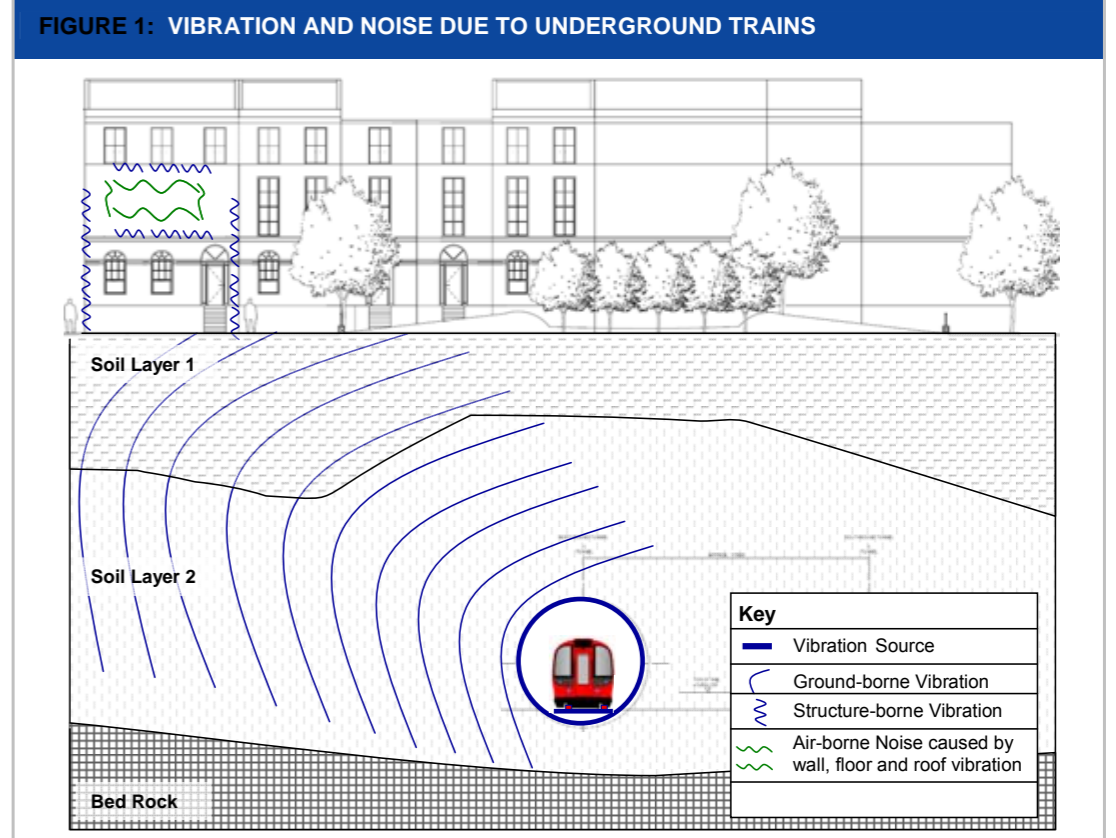 FIGURE 1: VIBRATION AND NOISE DUE TO UNDERGROUND TRAINS
Soil Layer 1
Soil Layer 2
Bed Rock
Key
Vibration Source
Ground-borne Vibration
Structure-borne Vibration
Air-borne Noise caused by
wall, floor and roof vibration